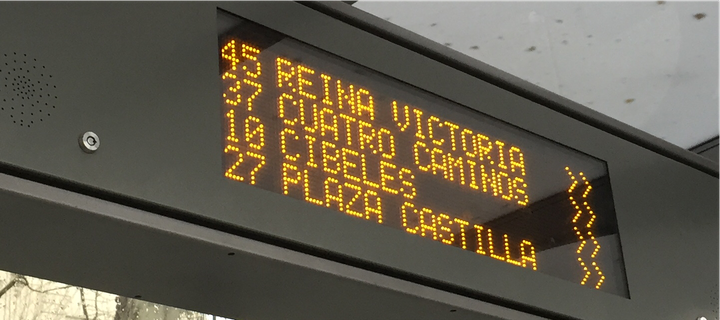 45 REINA VICTORIA
37 CUATRO CAMINOS
10 CIBELES
27 PLAZA CASTILLA